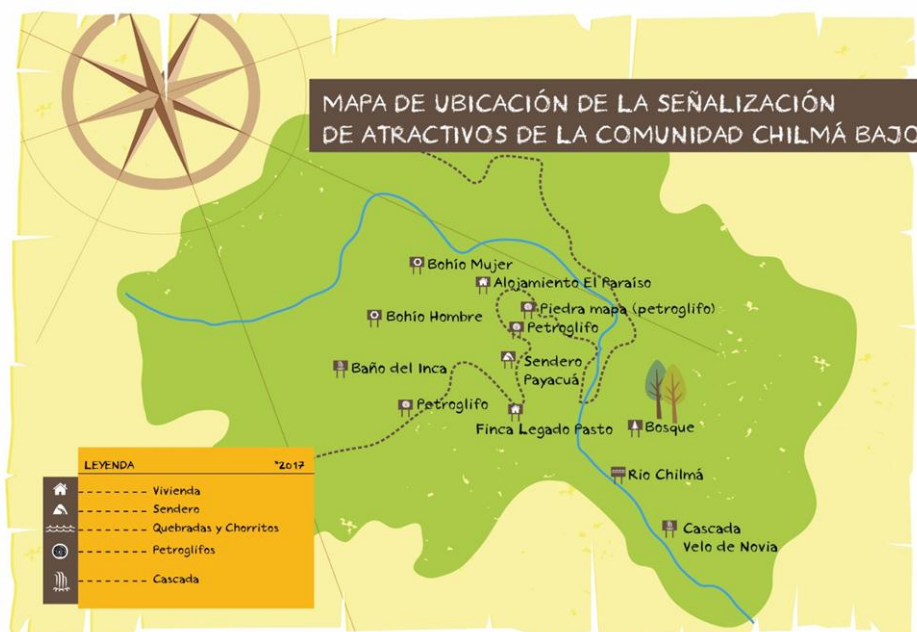 MAPA DE UBICACIÓN DE LA SEÑALIZACIÓN
DE ATRACTIVOS DE LA COMUNIDAD CHILMÁ BAJO
Bohío Mujer
Alojamiento El Paraíso
Piedra mapa (petroglifo)
Bohío Hombre
Petroglifo
Sendero
Payacuá
Baño del Inca
Petroglifo
Finca Legado Pasto
Bosque
Rio Chilmá
Cascada
Velo de Novia
LEYENDA *2017
Vivienda
Sendero
Quebradas y Chorritos
Petroglifos
Cascada